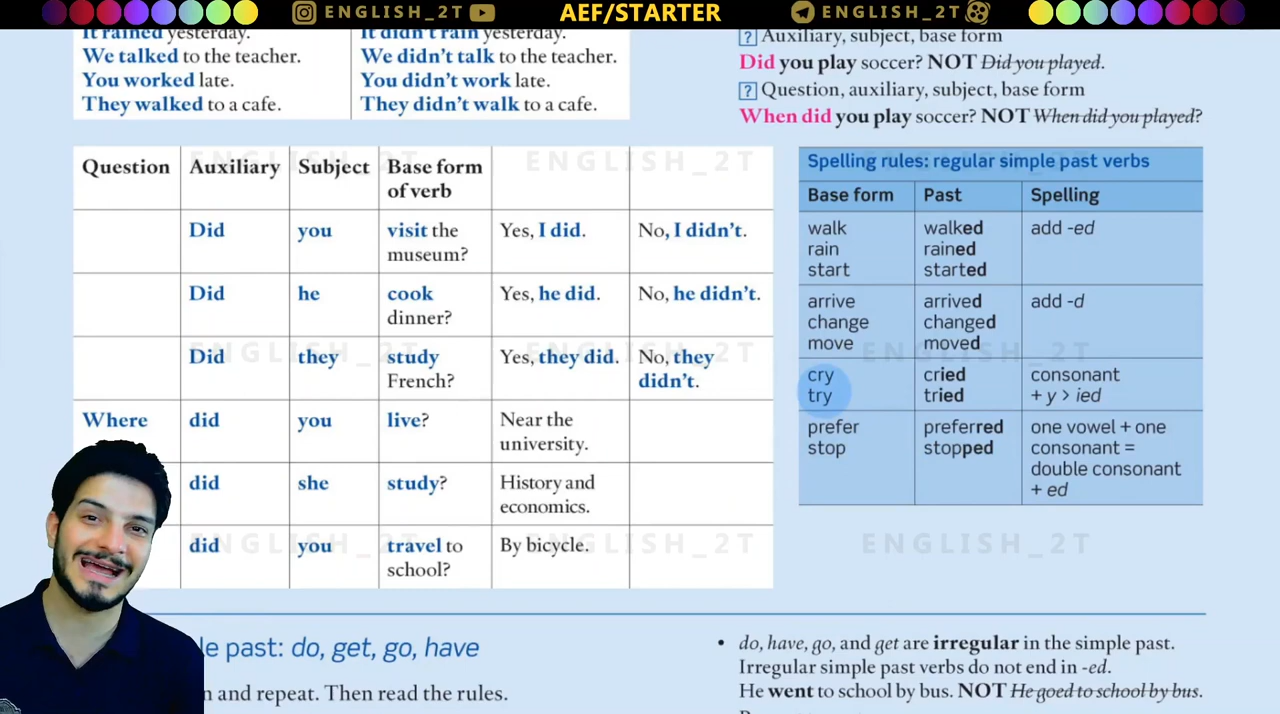 ENGLISH_2T
AEF/STARTER
ENGLISH_2T
It rained yesterday.
It didn't rain yesterday.
We talked to the teacher.
We didn't talk to the teacher.
You worked late.
You didn't work late.
They walked to a cafe.
They didn't walk to a cafe.
? Auxiliary, subject, base form
Did you play soccer? NOT Did you played.
? Question, auxiliary, subject, base form
When did you play soccer? NOT When did you played?
Question Auxiliary Subject Base form
of verb
Did you visit the Yes, I did. No, I didn't.
museum?
Did he cook Yes, he did. No, he didn't.
dinner?
Did they study Yes, they did. No, they
French? didn't.
Where did you live? Near the
university.
did she study? History and
economics.
did you travel to By bicycle.
school?
Spelling rules: regular simple past verbs
Base form Past Spelling
walk walked add -ed
rain rained
start started
arrive arrived add -d
change changed
move moved
cry cried consonant
try tried + y > ied
prefer preferred one vowel + one
stop stopped consonant =
double consonant
+ ed
ENGLISH_2T
ENGLISH_2T
ENGLISH_2T
ENGLISH_2T
ENGLISH_2T
ENGLISH_2T
ENGLISH_2T
ENGLISH_2T
ENGLISH_2T
le past: do, get, go, have
n and repeat. Then read the rules.
• do, have, go, and get are irregular in the simple past.
Irregular simple past verbs do not end in -ed.
He went to school by bus. NOT He goed to school by bus.